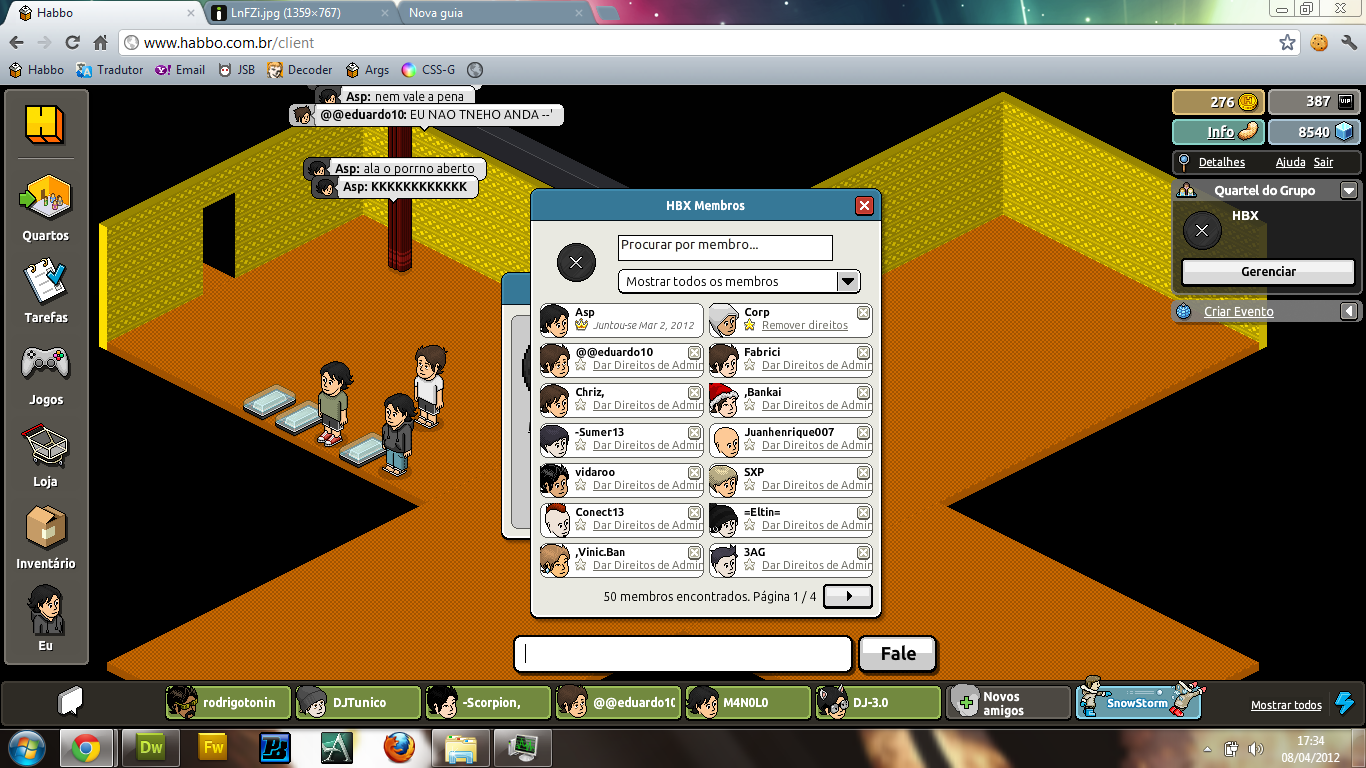 Habbo
LnFZi.jpg (1359×767)
Nova guia
www.habbo.com.br/client
Habbo
Tradutor
Email
JSB
Decoder
Args
CSS-G
Asp: nem vale a pena
@@eduardo10: EU NAO TNEHO ANDA --'
Asp: ala o porrno aberto
Asp: KKKKKKKKKKKK
276
387
VIP
Info
8540
Detalhes
Ajuda
Sair
Quartel do Grupo
HBX
Gerenciar
Criar Evento
Quartos
Tarefas
Jogos
Loja
Inventário
Eu
HBX Membros
Procurar por membro...
Mostrar todos os membros
Asp
Juntou-se Mar 2, 2012
Corp
Remover direitos
@@eduardo10
Dar Direitos de Admin
Fabrici
Dar Direitos de Admin
Chriz,
Dar Direitos de Admin
,Bankai
Dar Direitos de Admin
-Sumer13
Dar Direitos de Admin
Juanhenrique007
Dar Direitos de Admin
vidaroo
Dar Direitos de Admin
SXP
Dar Direitos de Admin
Conect13
Dar Direitos de Admin
=Eltin=
Dar Direitos de Admin
,Vinic.Ban
Dar Direitos de Admin
3AG
Dar Direitos de Admin
50 membros encontrados. Página 1 / 4
Fale
rodrigotonin
DJTunico
-Scorpion,
@@eduardo10
M4N0L0
DJ-3.0
Novos
amigos
SnowStorm
Mostrar todos
Dw
Fw
17:34
08/04/2012